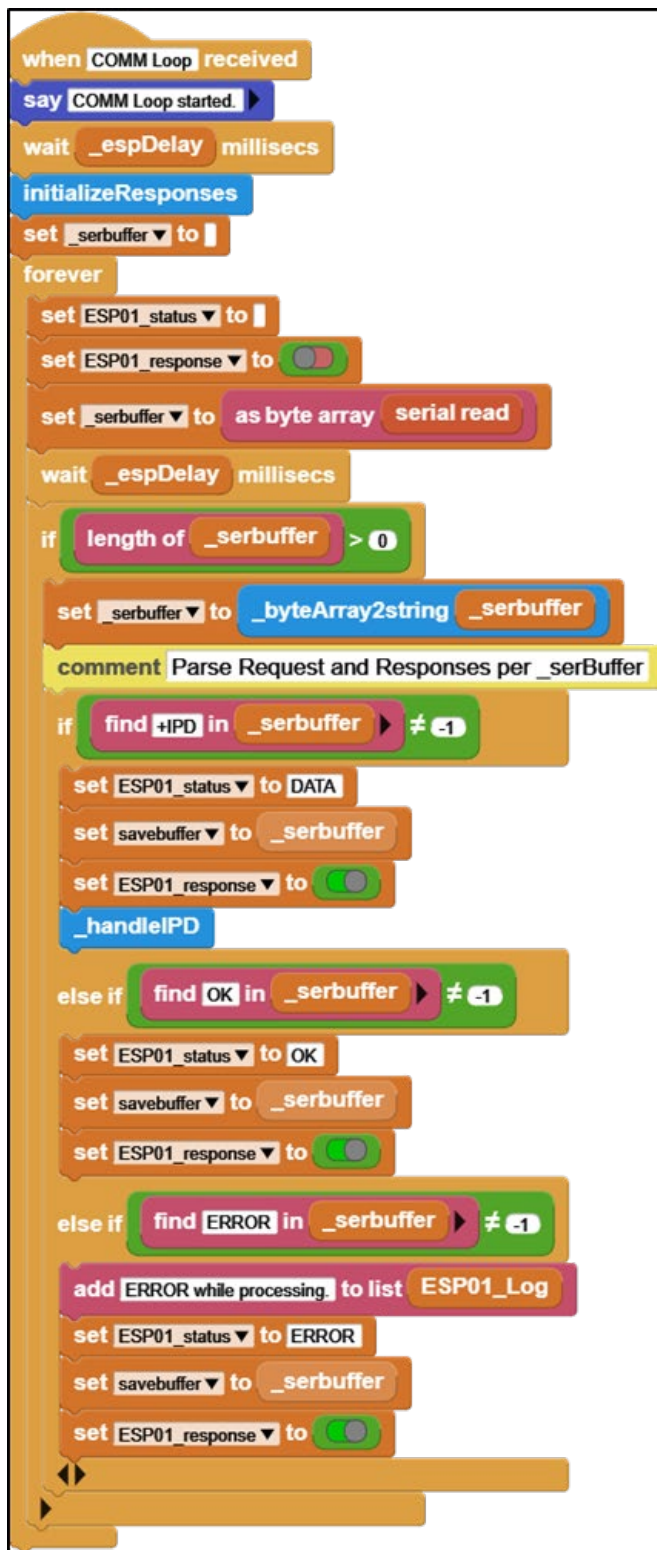 when COMM Loop received
say COMM Loop started.
wait _espDelay millisecs
initializeResponses
set _serbuffer to
forever
set ESP01_status to
set ESP01_response to
set _serbuffer to as byte array serial read
wait _espDelay millisecs
if length of _serbuffer > 0
set _serbuffer to _byteArray2string _serbuffer
comment Parse Request and Responses per _serBuffer
if find +IPD in _serbuffer ≠ -1
set ESP01_status to DATA
set savebuffer to _serbuffer
set ESP01_response to
_handleIPD
else if find OK in _serbuffer ≠ -1
set ESP01_status to OK
set savebuffer to _serbuffer
set ESP01_response to
else if find ERROR in _serbuffer ≠ -1
add ERROR while processing. to list ESP01_Log
set ESP01_status to ERROR
set savebuffer to _serbuffer
set ESP01_response to